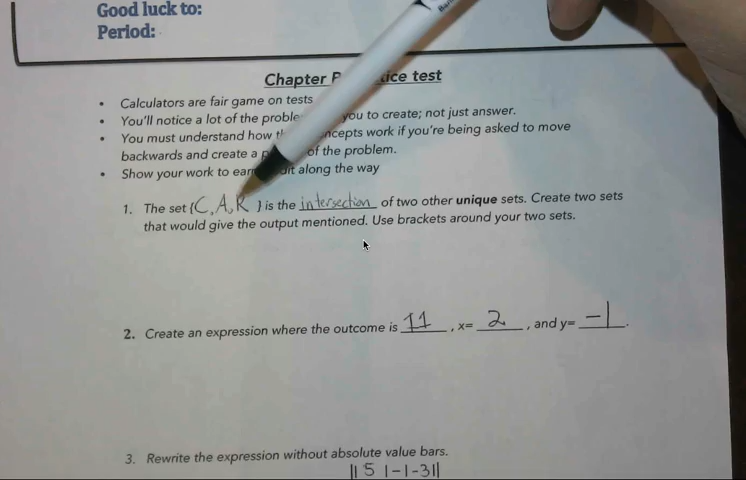 Good luck to:
Period:
Chapter P tice test
• Calculators are fair game on tests
• You'll notice a lot of the proble you to create; not just answer.
• You must understand how th ncepts work if you're being asked to move
backwards and create a p of the problem.
• Show your work to ear it along the way
1. The set {C, A, R } is the intersection of two other unique sets. Create two sets
that would give the output mentioned. Use brackets around your two sets.
2. Create an expression where the outcome is 11, x= 2, and y= -1.
3. Rewrite the expression without absolute value bars.
||5|-|-3||